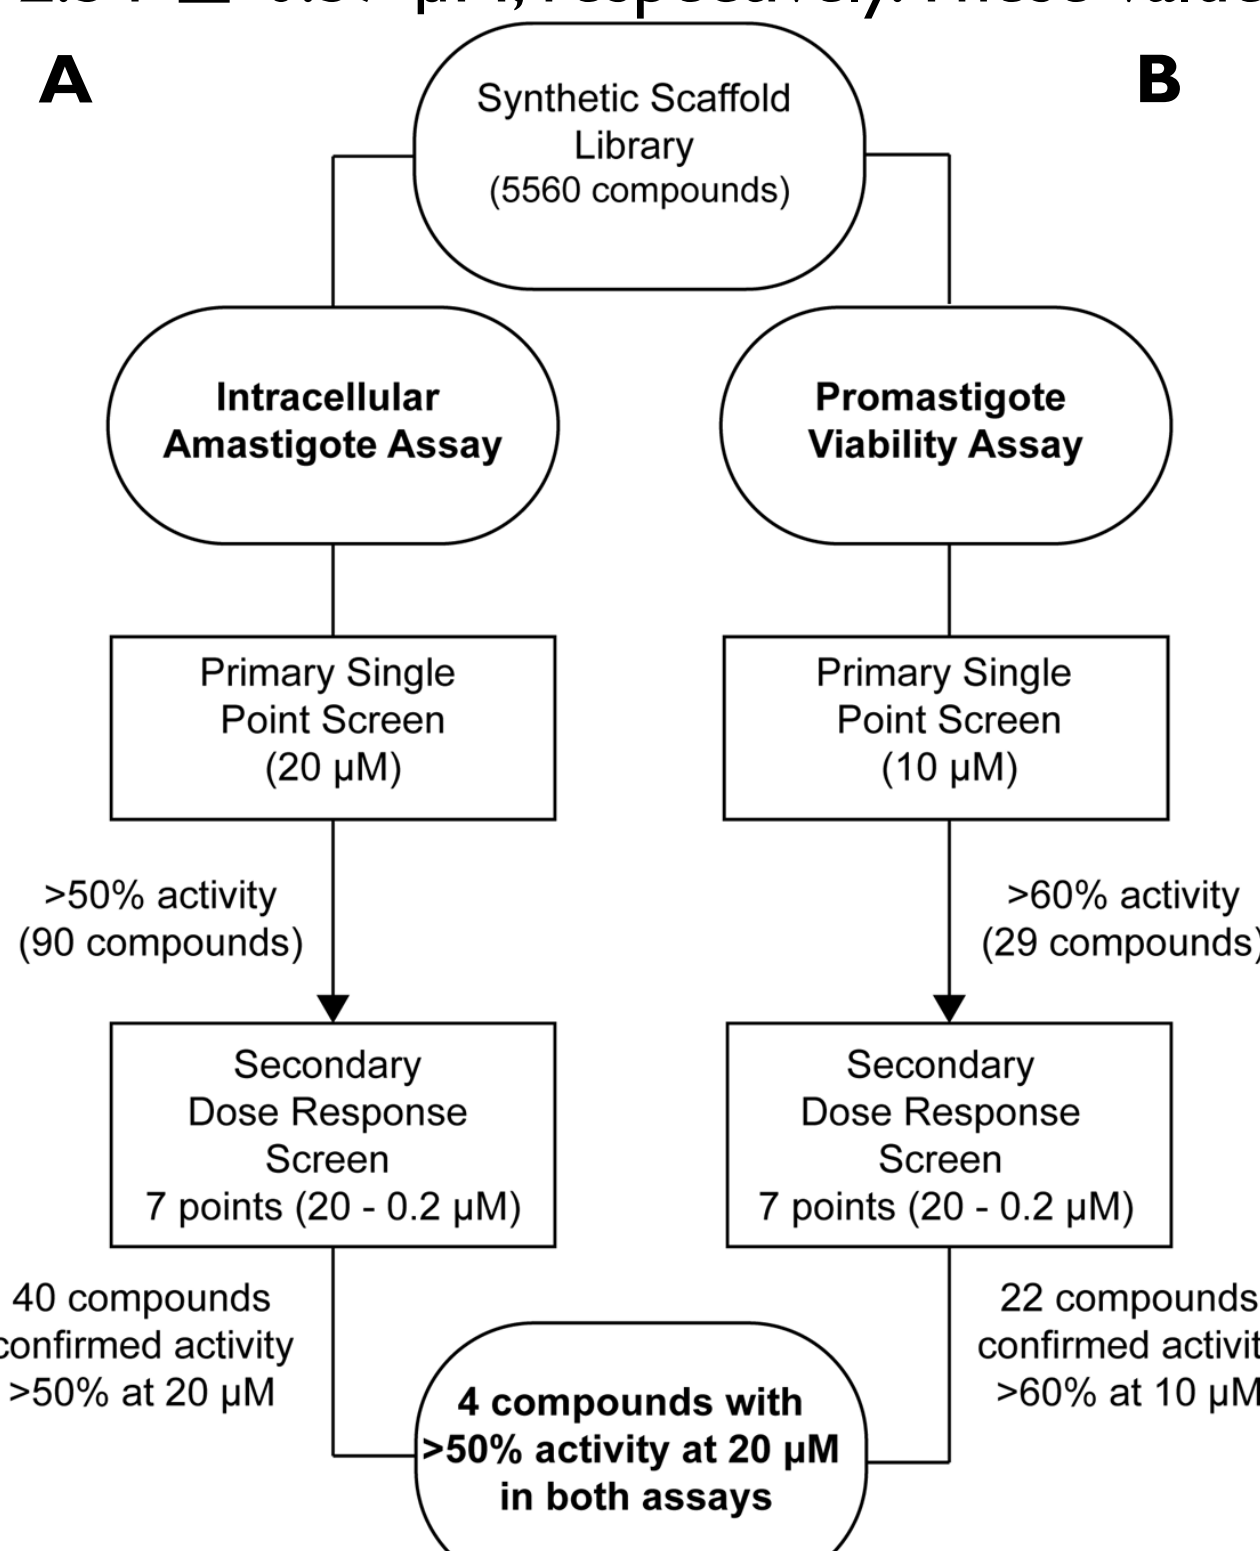 A
B
Synthetic Scaffold
Library
(5560 compounds)
Intracellular
Amastigote Assay
Promastigote
Viability Assay
Primary Single
Point Screen
(20 µM)
Primary Single
Point Screen
(10 µM)
>50% activity
(90 compounds)
>60% activity
(29 compounds)
Secondary
Dose Response
Screen
7 points (20 - 0.2 µM)
Secondary
Dose Response
Screen
7 points (20 - 0.2 µM)
40 compounds
confirmed activity
>50% at 20 µM
22 compounds
confirmed activit
>60% at 10 µM
4 compounds with
>50% activity at 20 µM
in both assays